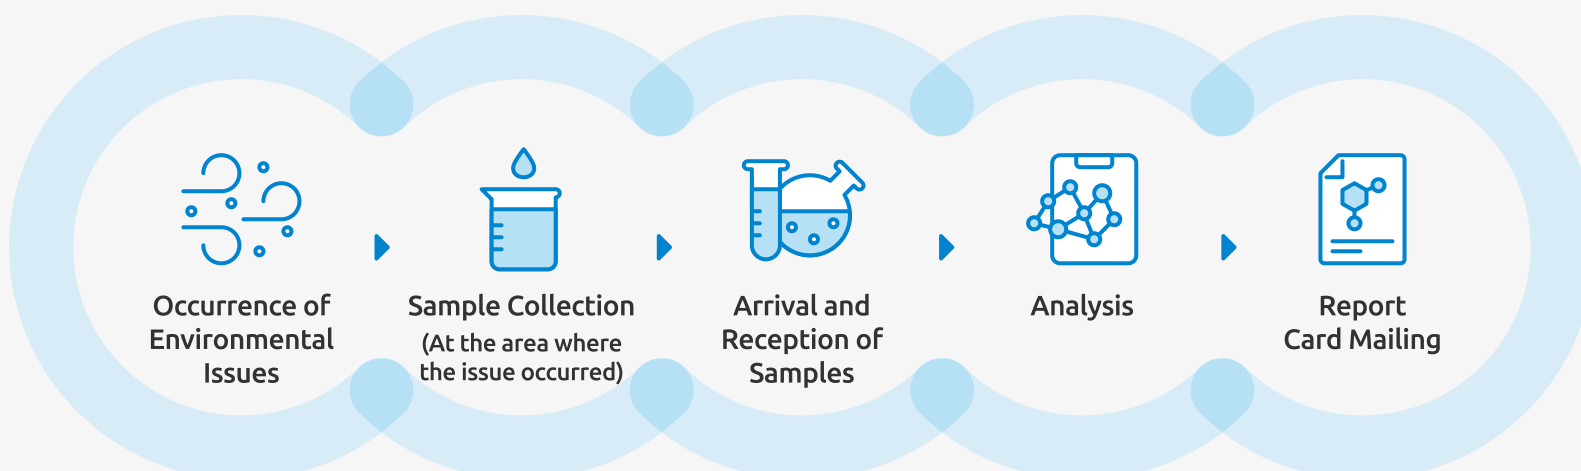 Occurrence of
Environmental
Issues
Sample Collection
(At the area where
the issue occurred)
Arrival and
Reception of
Samples
Analysis
Report
Card Mailing